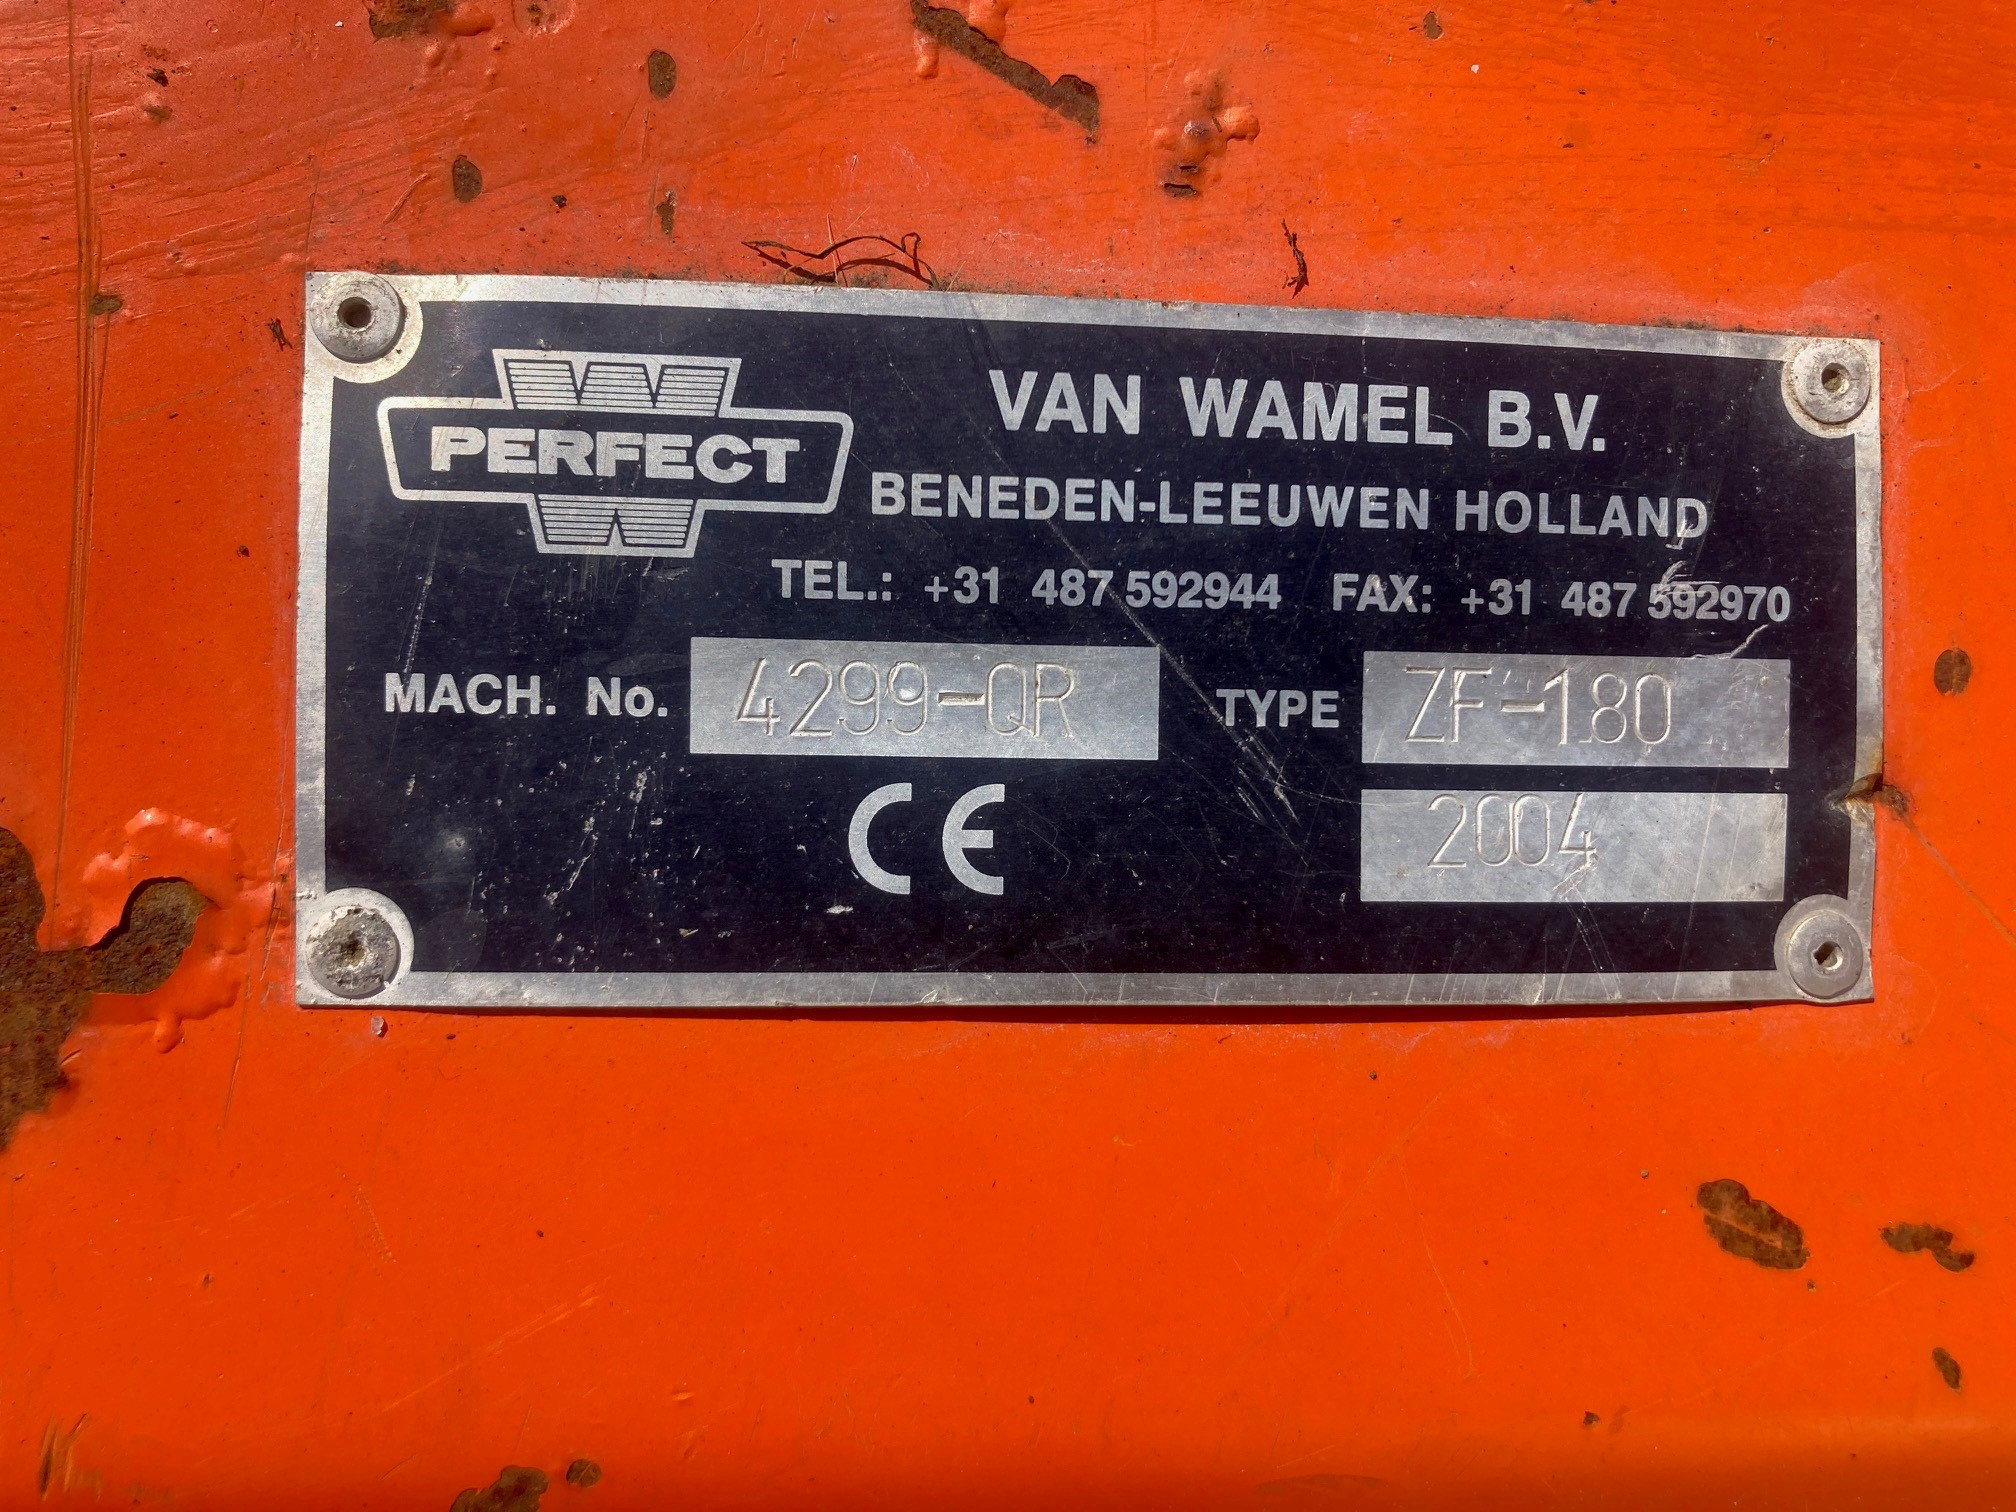 PERFECT
VAN WAMEL B.V.
BENEDEN-LEEUWEN HOLLAND
TEL.: +31 487 592944 FAX: +31 487 592970
MACH. No. 4299-QR TYPE ZF-180
CE 2004